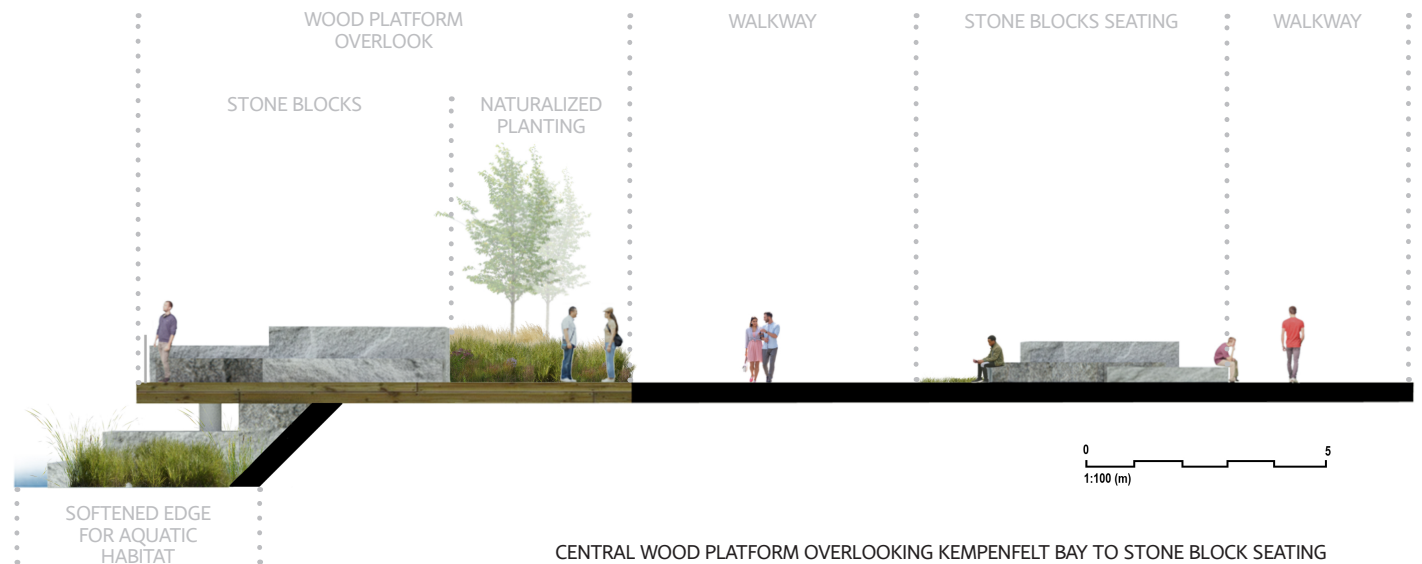 WOOD PLATFORM
OVERLOOK
WALKWAY
STONE BLOCKS SEATING
WALKWAY
STONE BLOCKS
NATURALIZED
PLANTING
0
5
1:100 (m)
SOFTENED EDGE
FOR AQUATIC
HABITAT
CENTRAL WOOD PLATFORM OVERLOOKING KEMPENFELT BAY TO STONE BLOCK SEATING